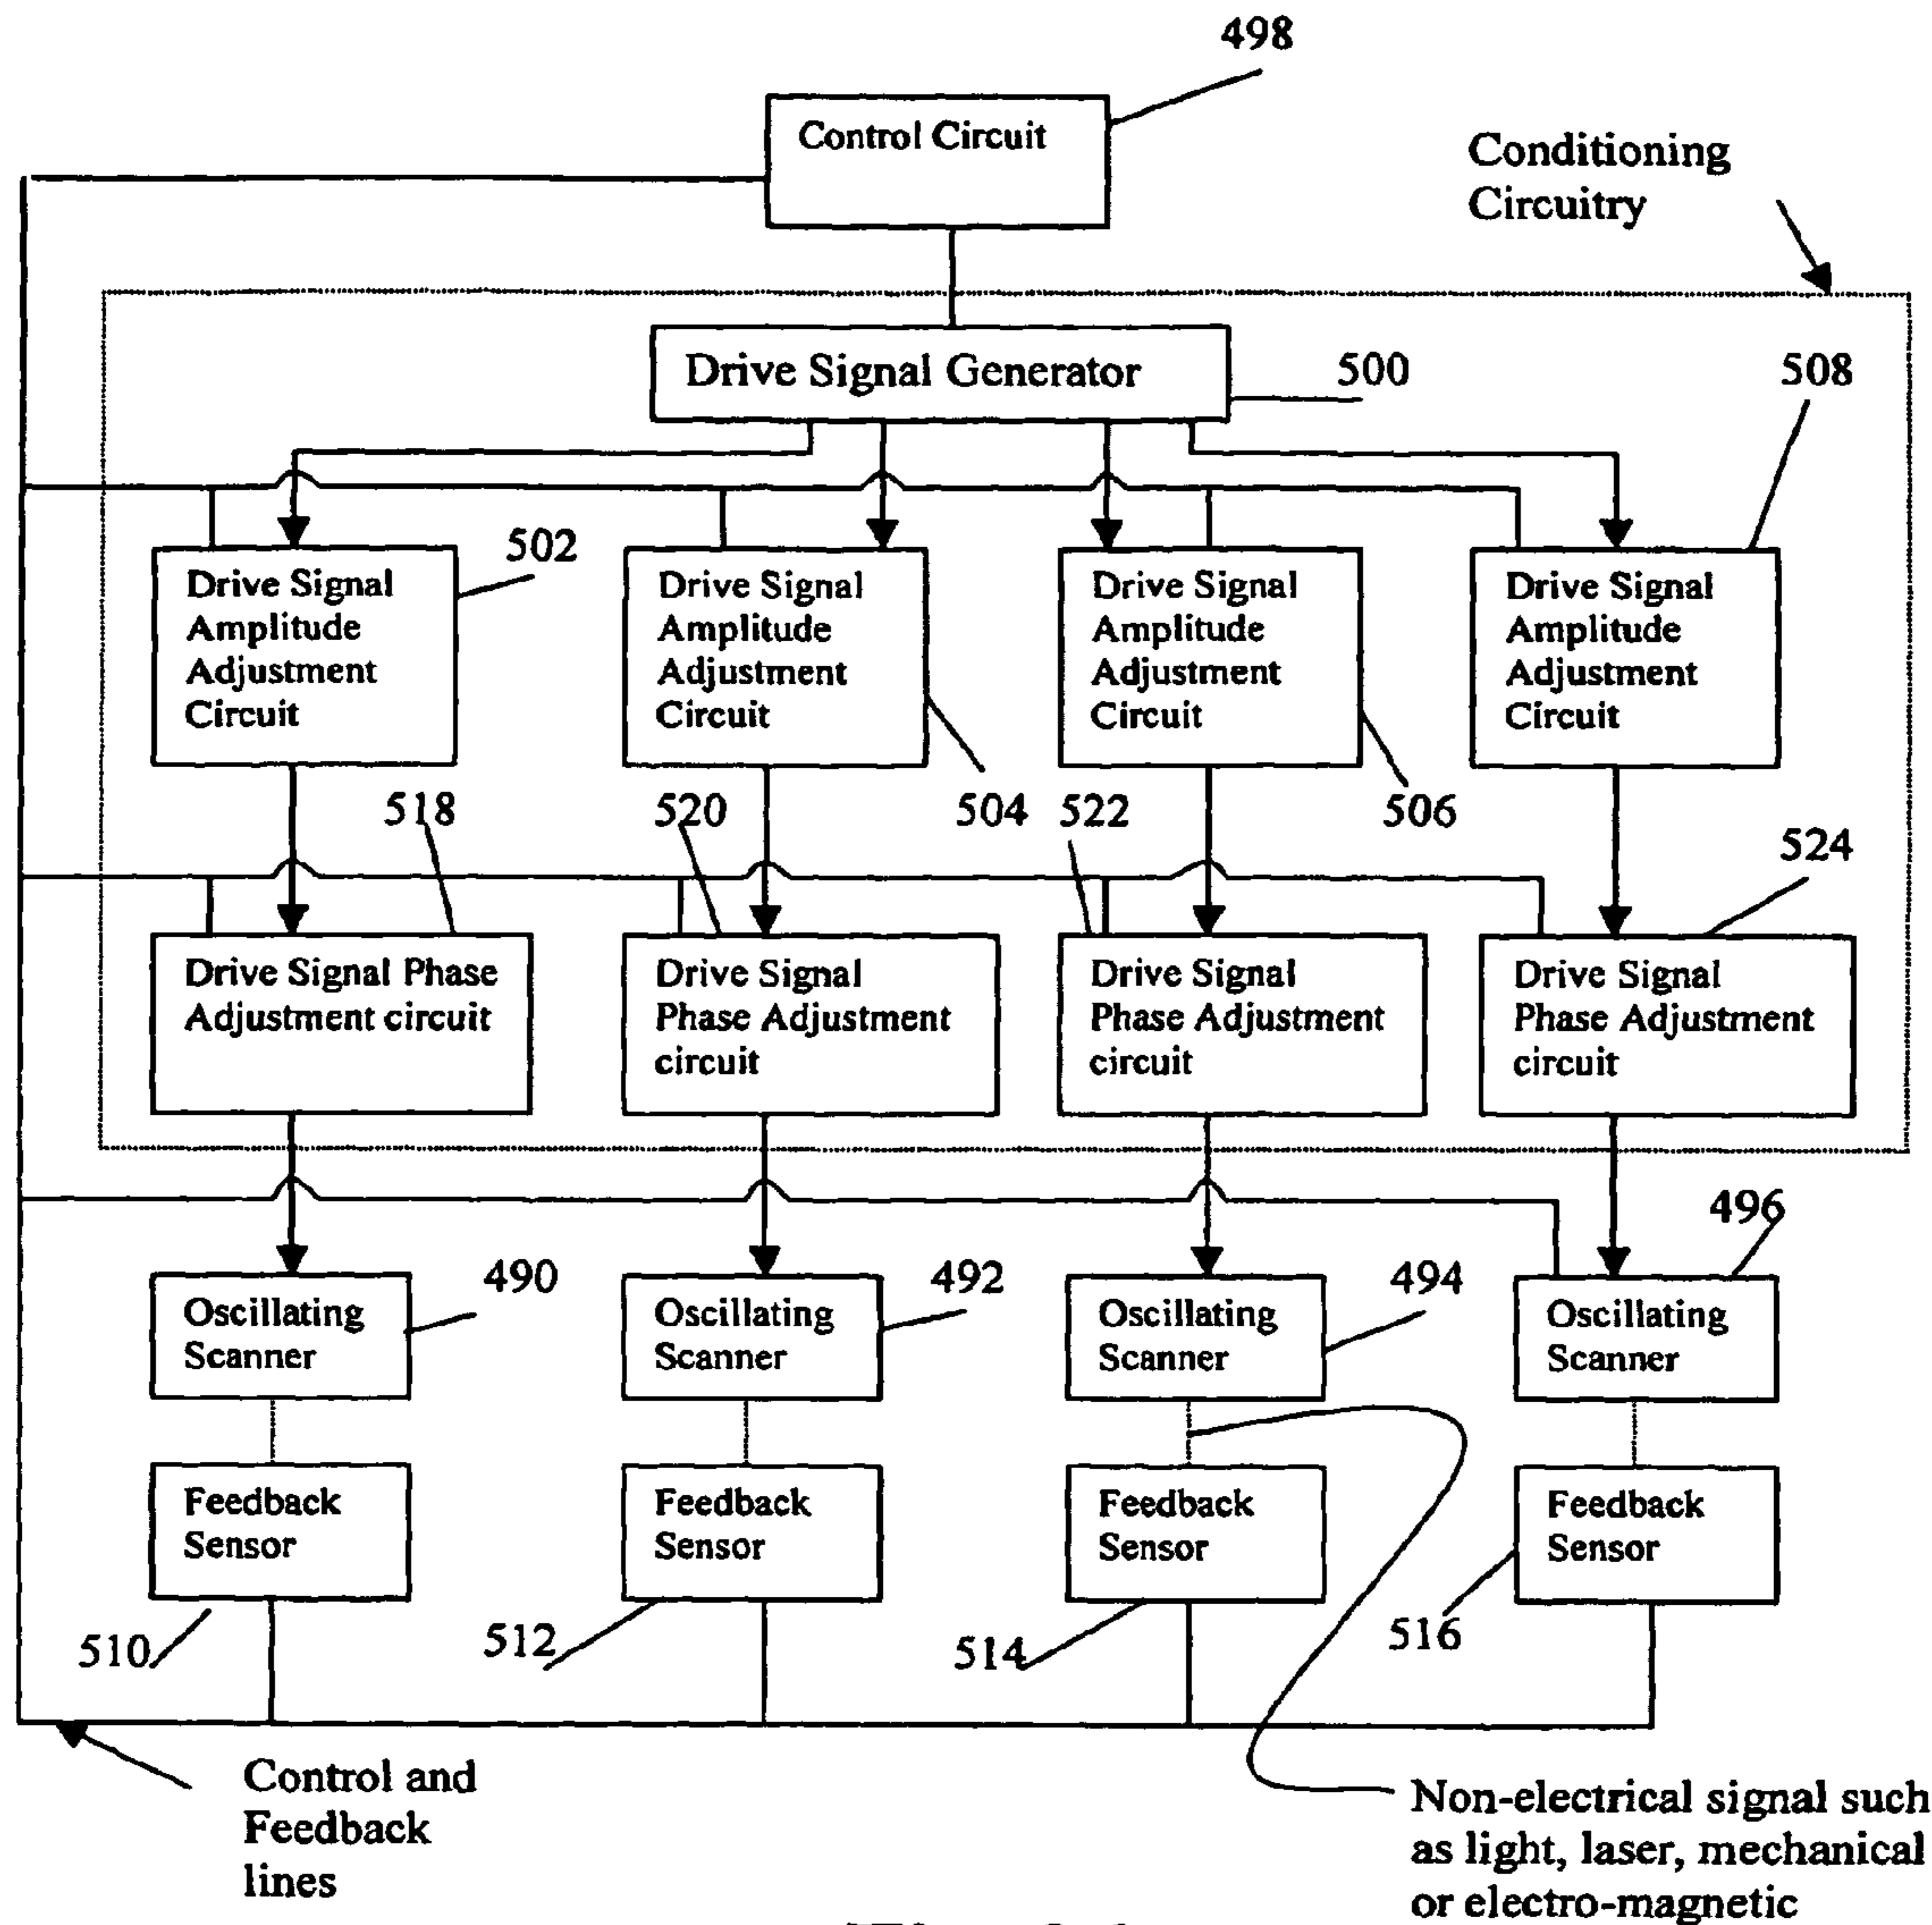 498
Control Circuit
Conditioning
Circuitry
Drive Signal Generator
500
508
502
Drive Signal
Amplitude
Adjustment
Circuit
Drive Signal
Amplitude
Adjustment
Circuit
Drive Signal
Amplitude
Adjustment
Circuit
Drive Signal
Amplitude
Adjustment
Circuit
518
520
504
522
506
524
Drive Signal Phase
Adjustment circuit
Drive Signal
Phase Adjustment
circuit
Drive Signal
Phase Adjustment
circuit
Drive Signal
Phase Adjustment
circuit
496
490
492
494
Oscillating
Scanner
Oscillating
Scanner
Oscillating
Scanner
Oscillating
Scanner
Feedback
Sensor
Feedback
Sensor
Feedback
Sensor
Feedback
Sensor
510
512
514
516
Control and
Feedback
lines
Non-electrical signal such
as light, laser, mechanical
or electro-magnetic